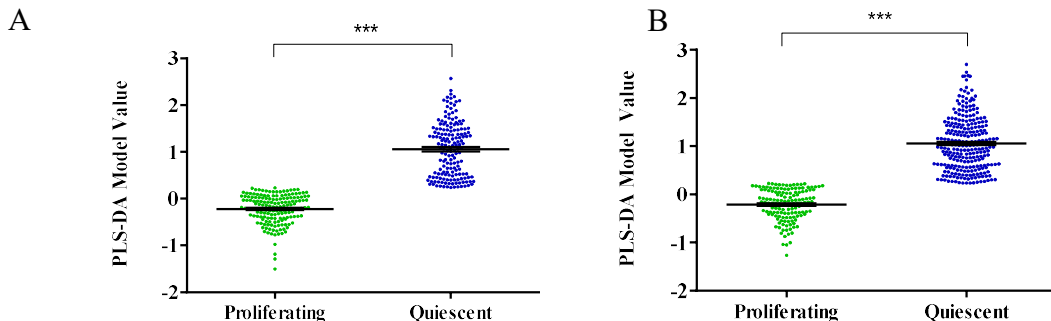 A
***
PLS-DA Model Value
3
2
1
0
-1
-2
Proliferating
Quiescent
B
***
PLS-DA Model Value
3
2
1
0
-1
-2
Proliferating
Quiescent